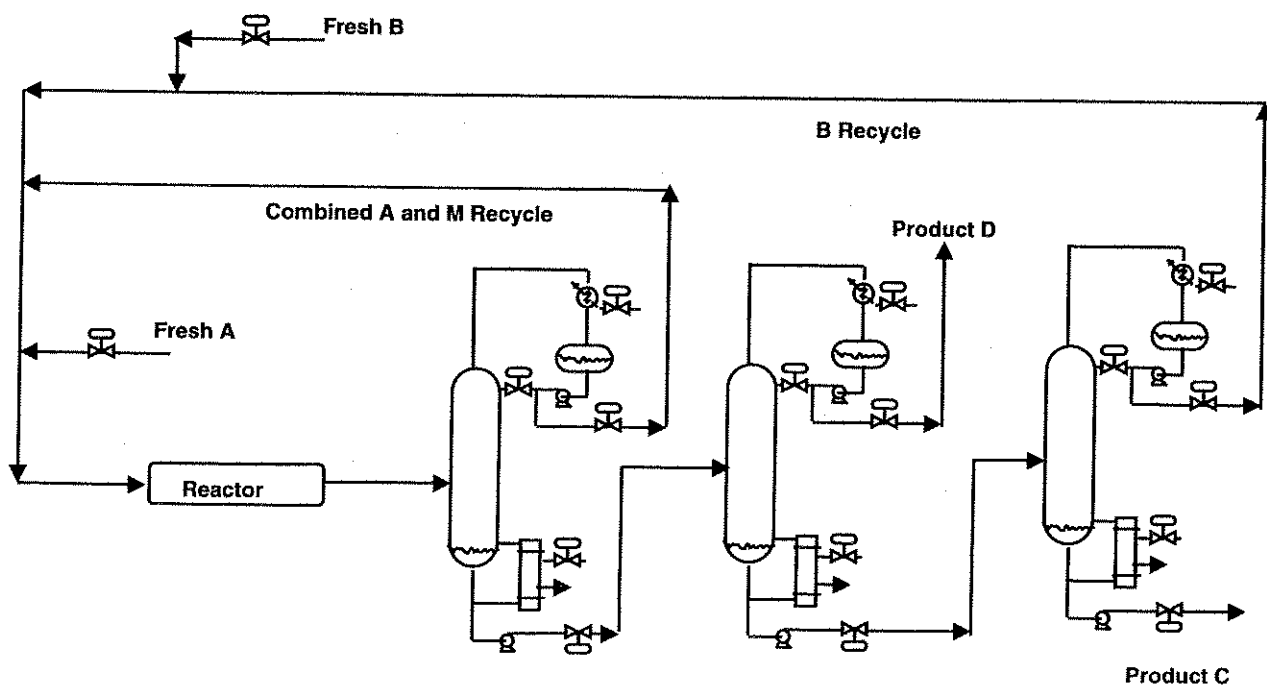 Fresh B
B Recycle
Combined A and M Recycle
Product D
Fresh A
Reactor
Product C